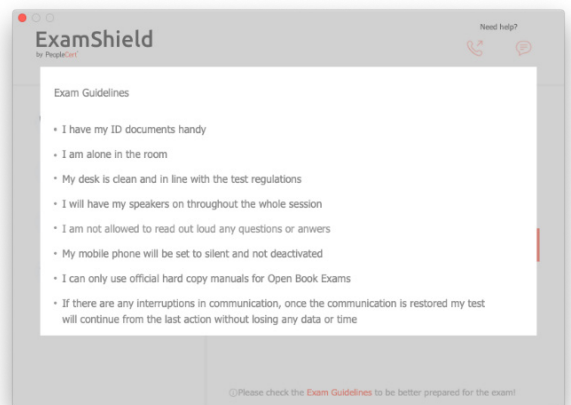 Need help?
ExamShield
by PeopleCert
Exam Guidelines
• I have my ID documents handy
• I am alone in the room
• My desk is clean and in line with the test regulations
• I will have my speakers on throughout the whole session
• I am not allowed to read out loud any questions or anwers
• My mobile phone will be set to silent and not deactivated
• I can only use official hard copy manuals for Open Book Exams
• If there are any interruptions in communication, once the communication is restored my test
will continue from the last action without losing any data or time
Please check the Exam Guidelines to be better prepared for the exam!